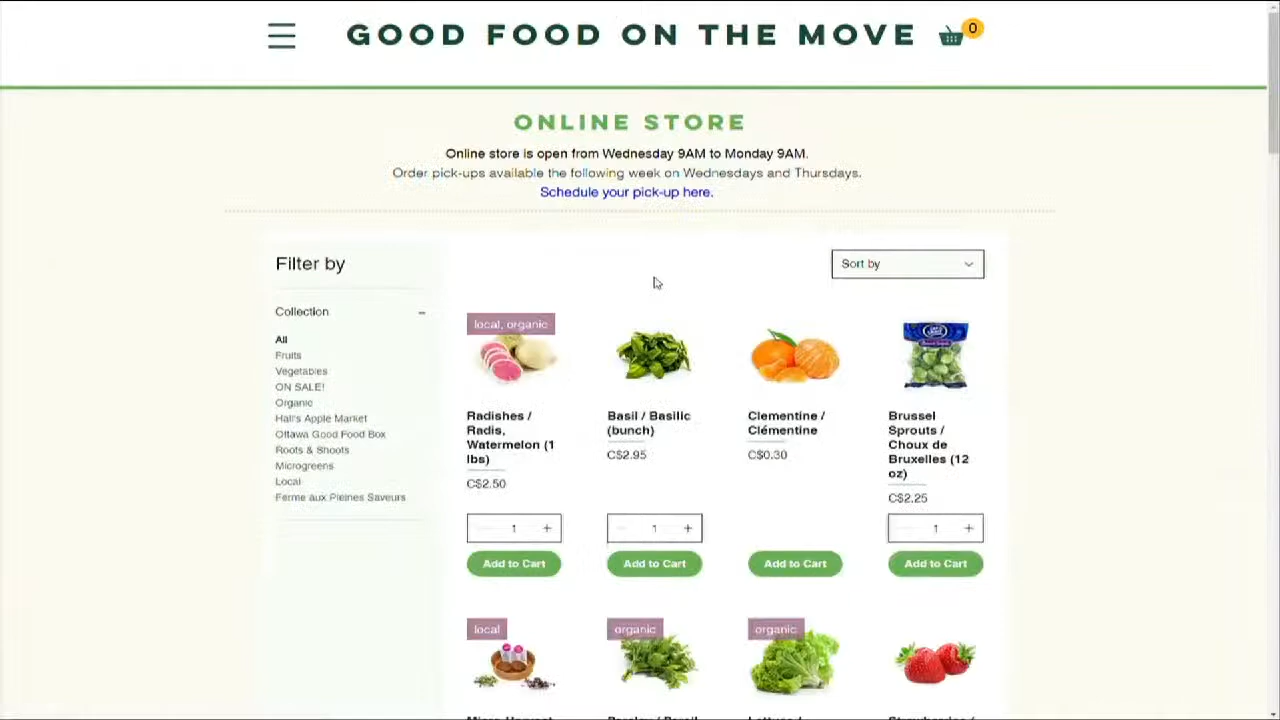 GOOD FOOD ON THE MOVE
0
ONLINE STORE
Online store is open from Wednesday 9AM to Monday 9AM.
Order pick-ups available the following week on Wednesdays and Thursdays.
Schedule your pick-up here.
Filter by
Sort by
Collection
All
Fruits
Vegetables
ON SALE!
Organic
Hall's Apple Market
Ottawa Good Food Box
Roots & Shoots
Microgreens
Local
Ferme aux Pleines Saveurs
local, organic
Radishes /
Radis,
Watermelon (1
lbs)
C$2.50
1
Add to Cart
Basil / Basilic
(bunch)
C$2.95
1
Add to Cart
Clementine /
Clémentine
C$0.30
Add to Cart
Brussel
Sprouts /
Choux de
Bruxelles (12
oz)
C$2.25
1
Add to Cart
local
organic
organic